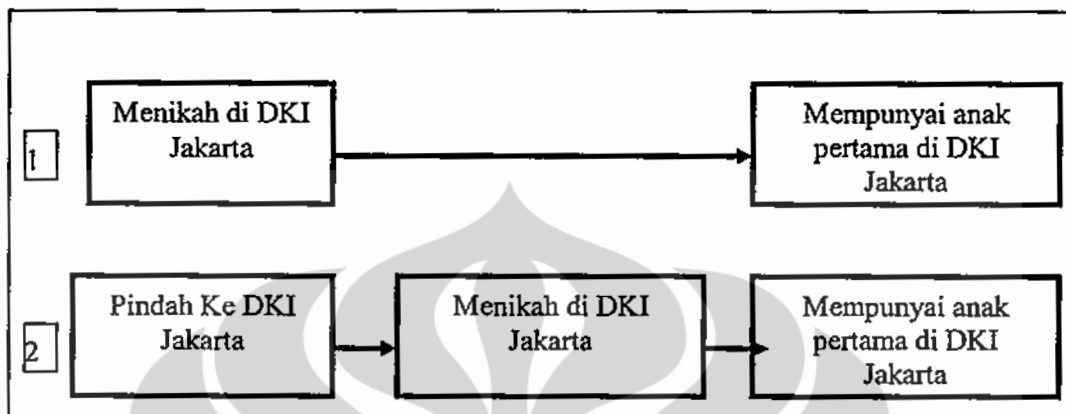 1
Menikah di DKI
Jakarta
Mempunyai anak
pertama di DKI
Jakarta
2
Pindah Ke DKI
Jakarta
Menikah di DKI
Jakarta
Mempunyai anak
pertama di DKI
Jakarta